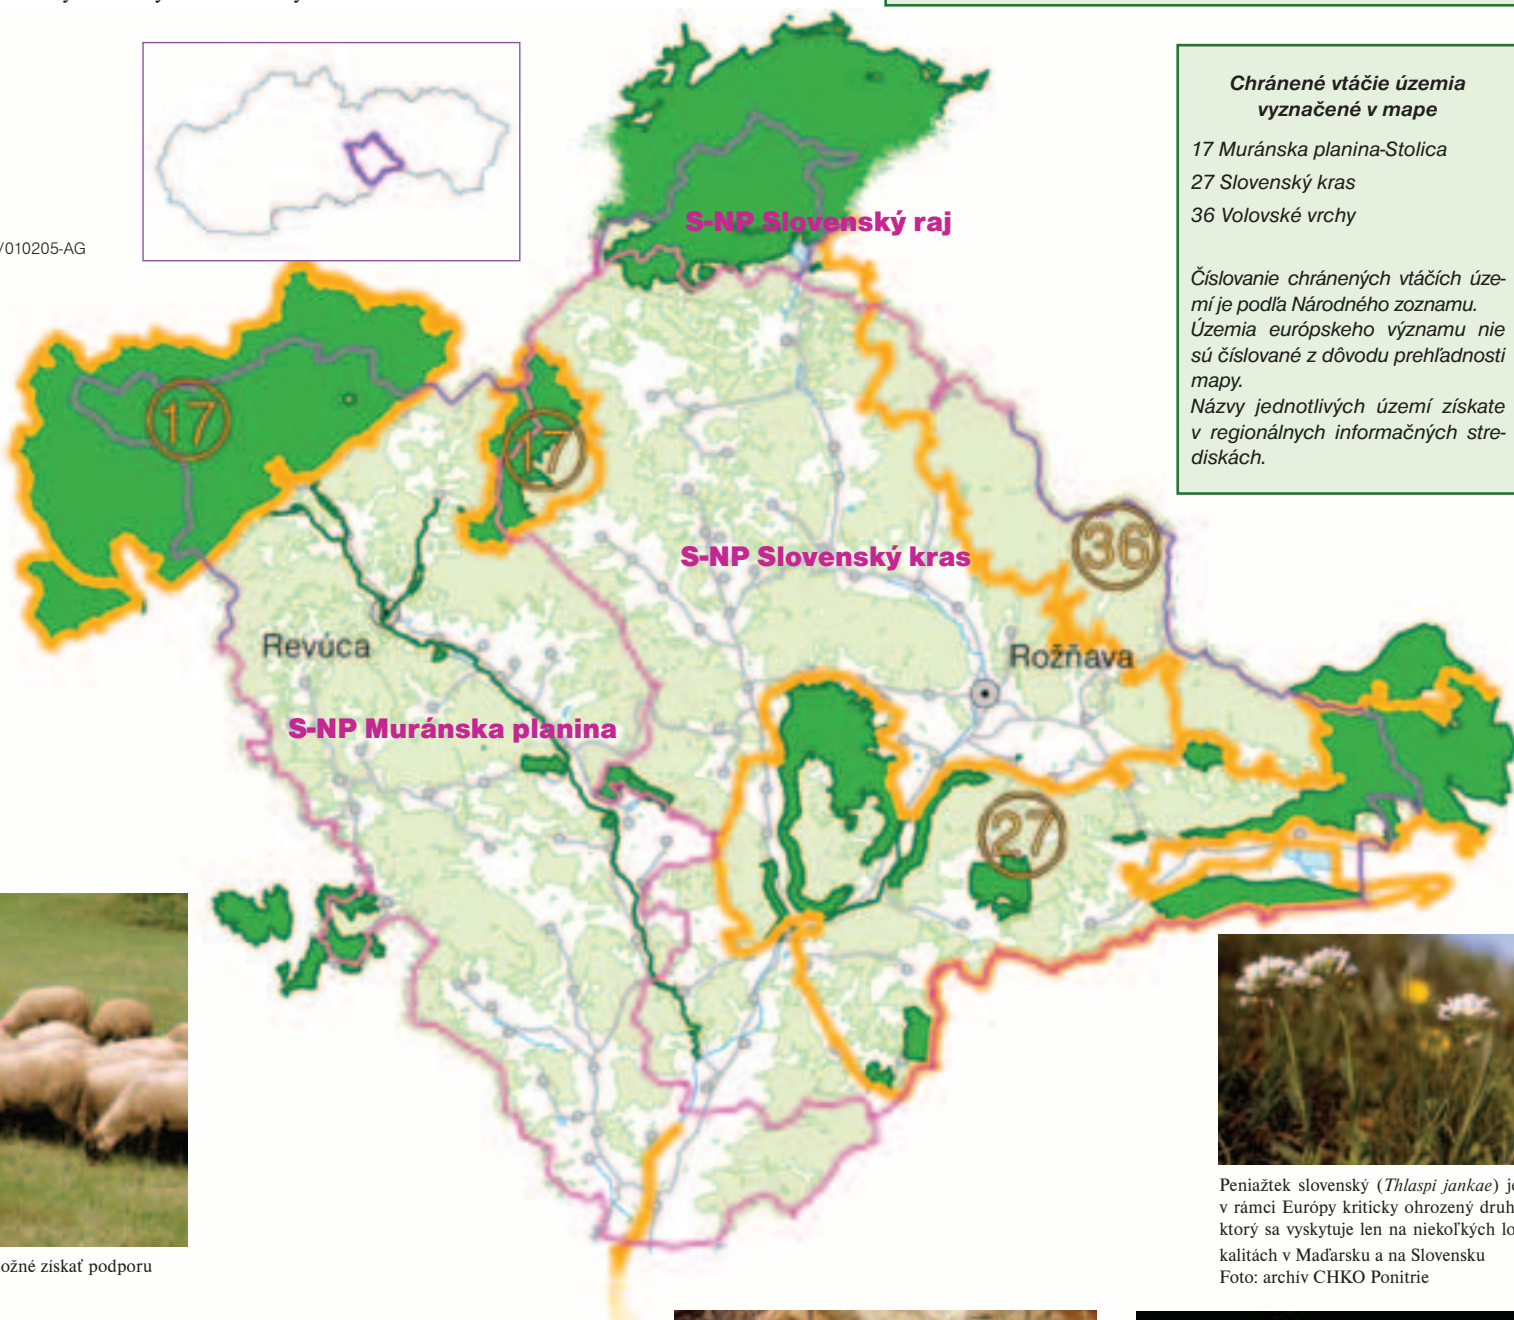 /010205-AG
Chránené vtáčie územia
vyznačené v mape
17 Muránska planina-Stolica
27 Slovenský kras
36 Volovské vrchy
Číslovanie chránených vtáčích úze-
mí je podľa Národného zoznamu.
Územia európskeho významu nie
sú číslované z dôvodu prehľadnosti
mapy.
Názvy jednotlivých území získate
v regionálnych informačných stre-
diskách.
S-NP Slovenský raj
17
17
36
S-NP Slovenský kras
Revúca
Rožňava
S-NP Muránska planina
27
ožné získať podporu
Peniažtek slovenský (Thlaspi jankae) je
v rámci Európy kriticky ohrozený druh
ktorý sa vyskytuje len na niekoľkých lo
kalitách v Maďarsku a na Slovensku
Foto: archív CHKO Ponitrie